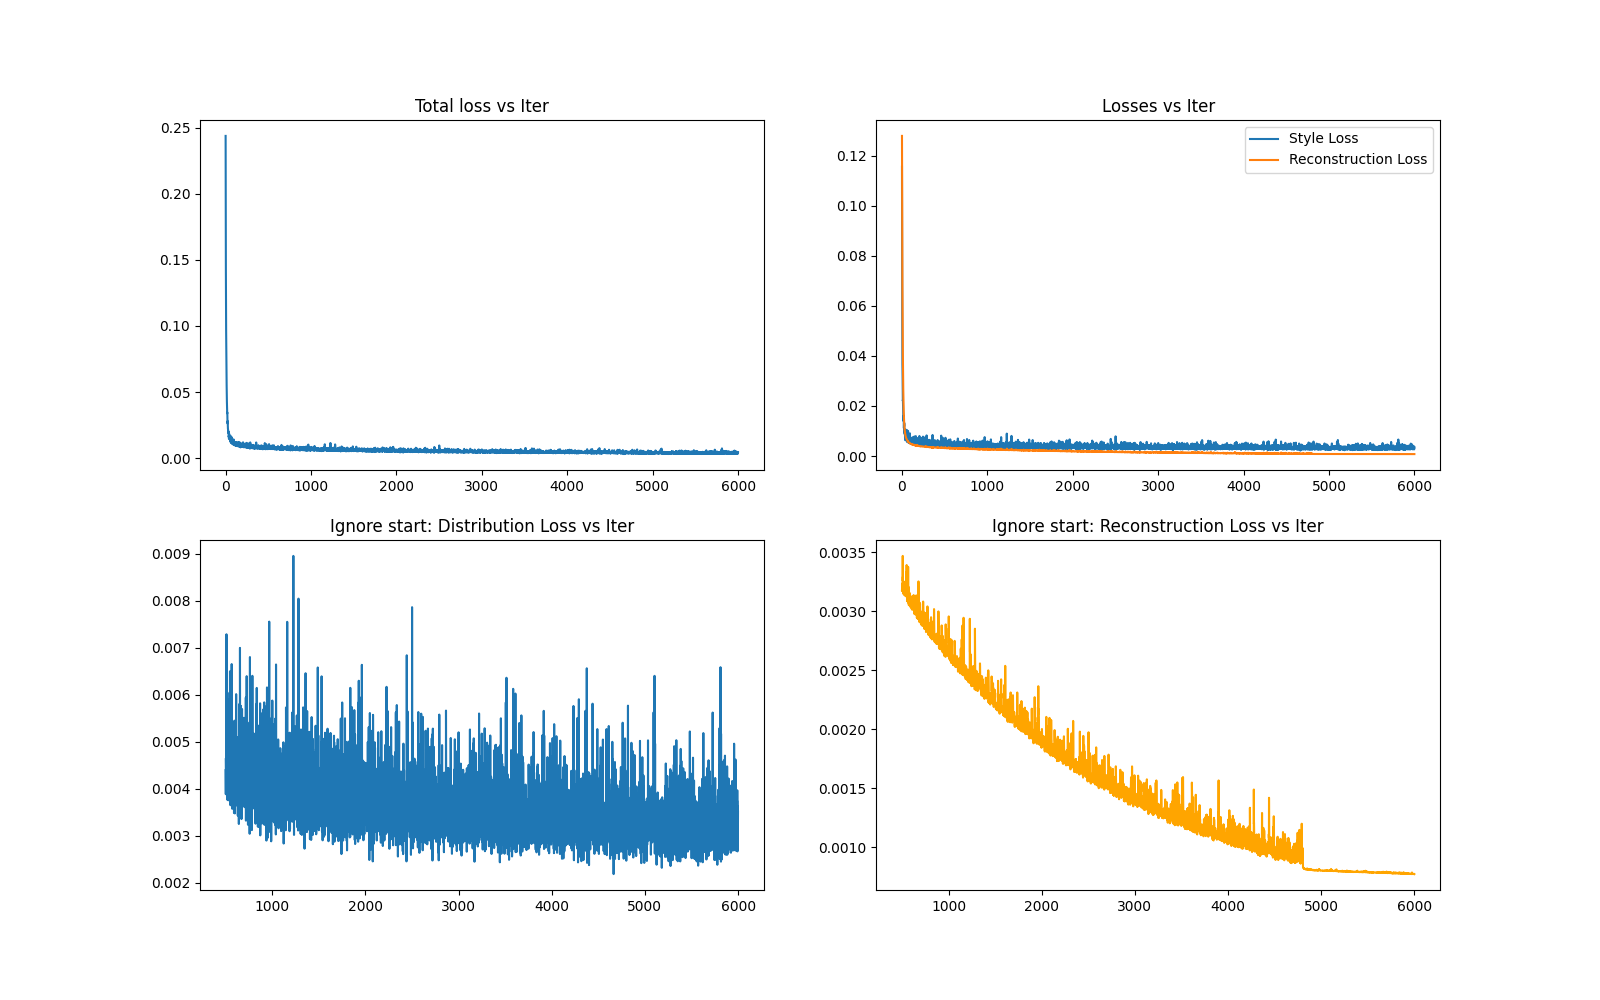 Total loss vs Iter
0.25
0.20
0.15
0.10
0.05
0.00
0 1000 2000 3000 4000 5000 6000
Losses vs Iter
Style Loss
Reconstruction Loss
0.12
0.10
0.08
0.06
0.04
0.02
0.00
0 1000 2000 3000 4000 5000 6000
Ignore start: Distribution Loss vs Iter
0.009
0.008
0.007
0.006
0.005
0.004
0.003
0.002
1000 2000 3000 4000 5000 6000
Ignore start: Reconstruction Loss vs Iter
0.0035
0.0030
0.0025
0.0020
0.0015
0.0010
1000 2000 3000 4000 5000 6000